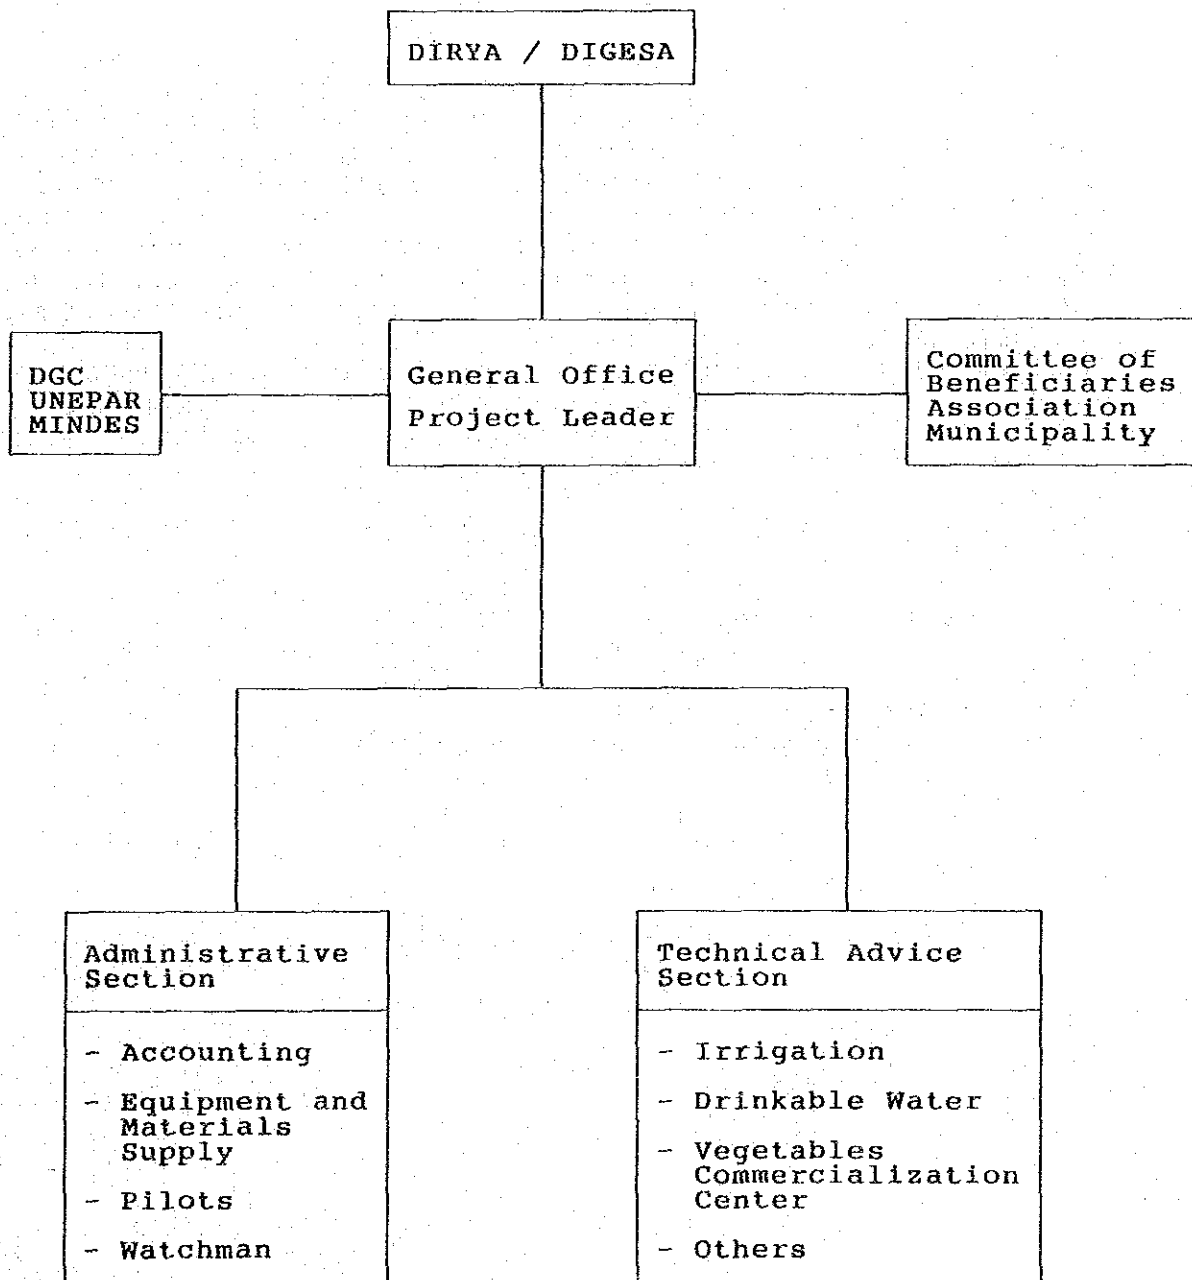 DIRYA / DIGESA
DGC
UNEPAR
MINDES
General Office
Project Leader
Committee of
Beneficiaries
Association
Municipality
Administrative
Section
- Accounting
- Equipment and
Materials
Supply
- Pilots
- Watchman
Technical Advice
Section
- Irrigation
- Drinkable Water
- Vegetables
Commercialization
Center
- Others